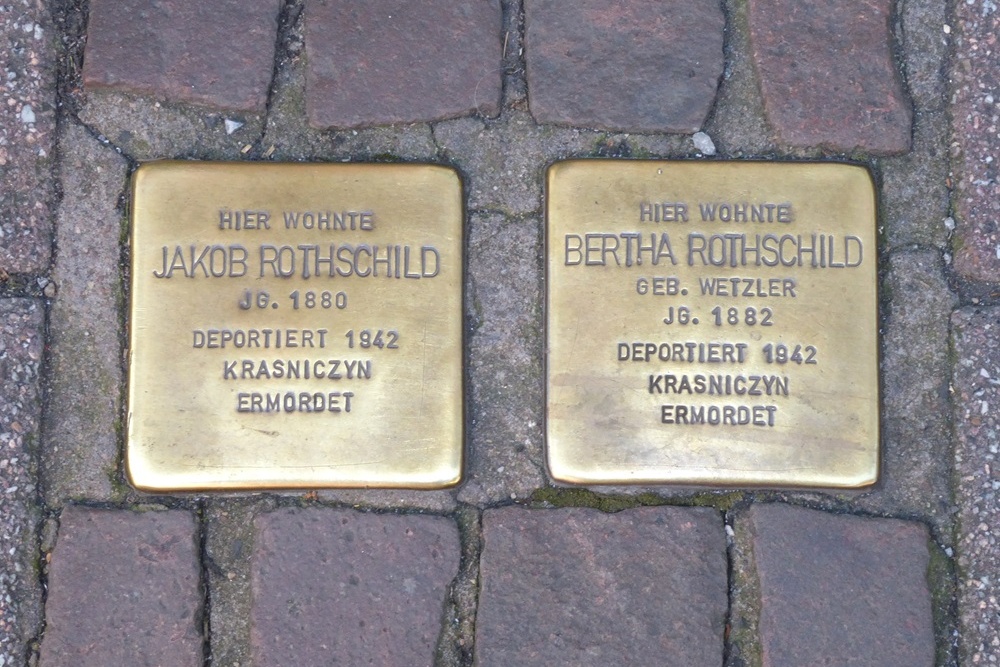 HIER WOHNTE
JAKOB ROTHSCHILD
JG. 1880
DEPORTIERT 1942
KRASNICZYN
ERMORDET
HIER WOHNTE
BERTHA ROTHSCHILD
GEB. WETZLER
JG. 1882
DEPORTIERT 1942
KRASNICZYN
ERMORDET